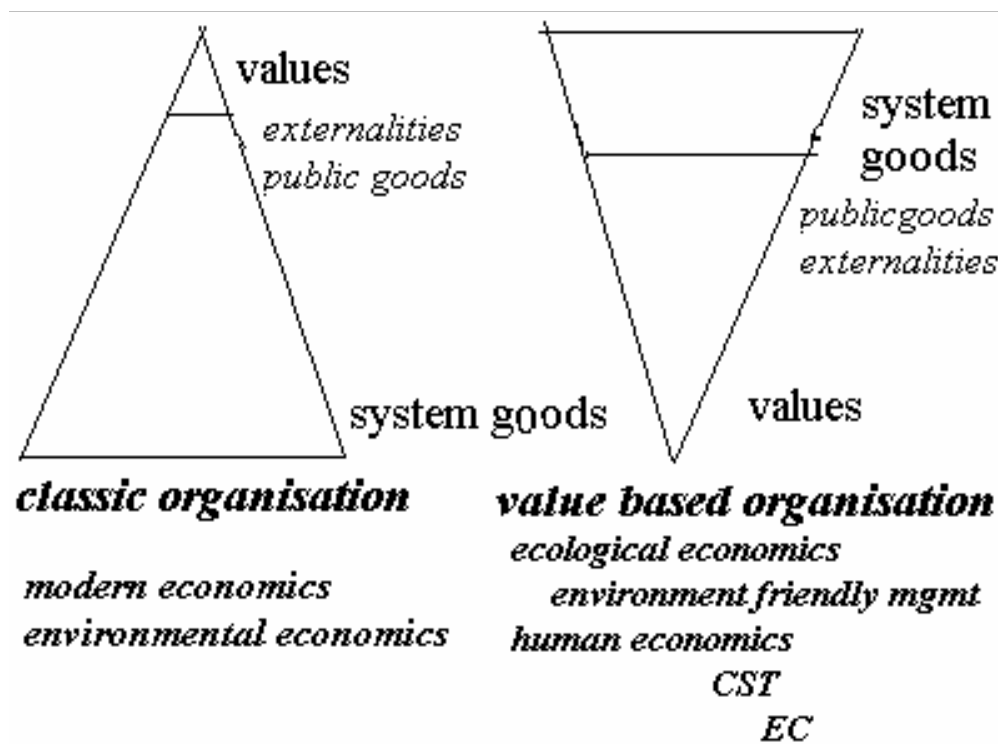 values
externalities
public goods
system goods
classic organisation
modern economics
environmental economics
system
goods
publicgoods
externalities
values
value based organisation
ecological economics
environment friendly mgmt
human economics
CST
EC